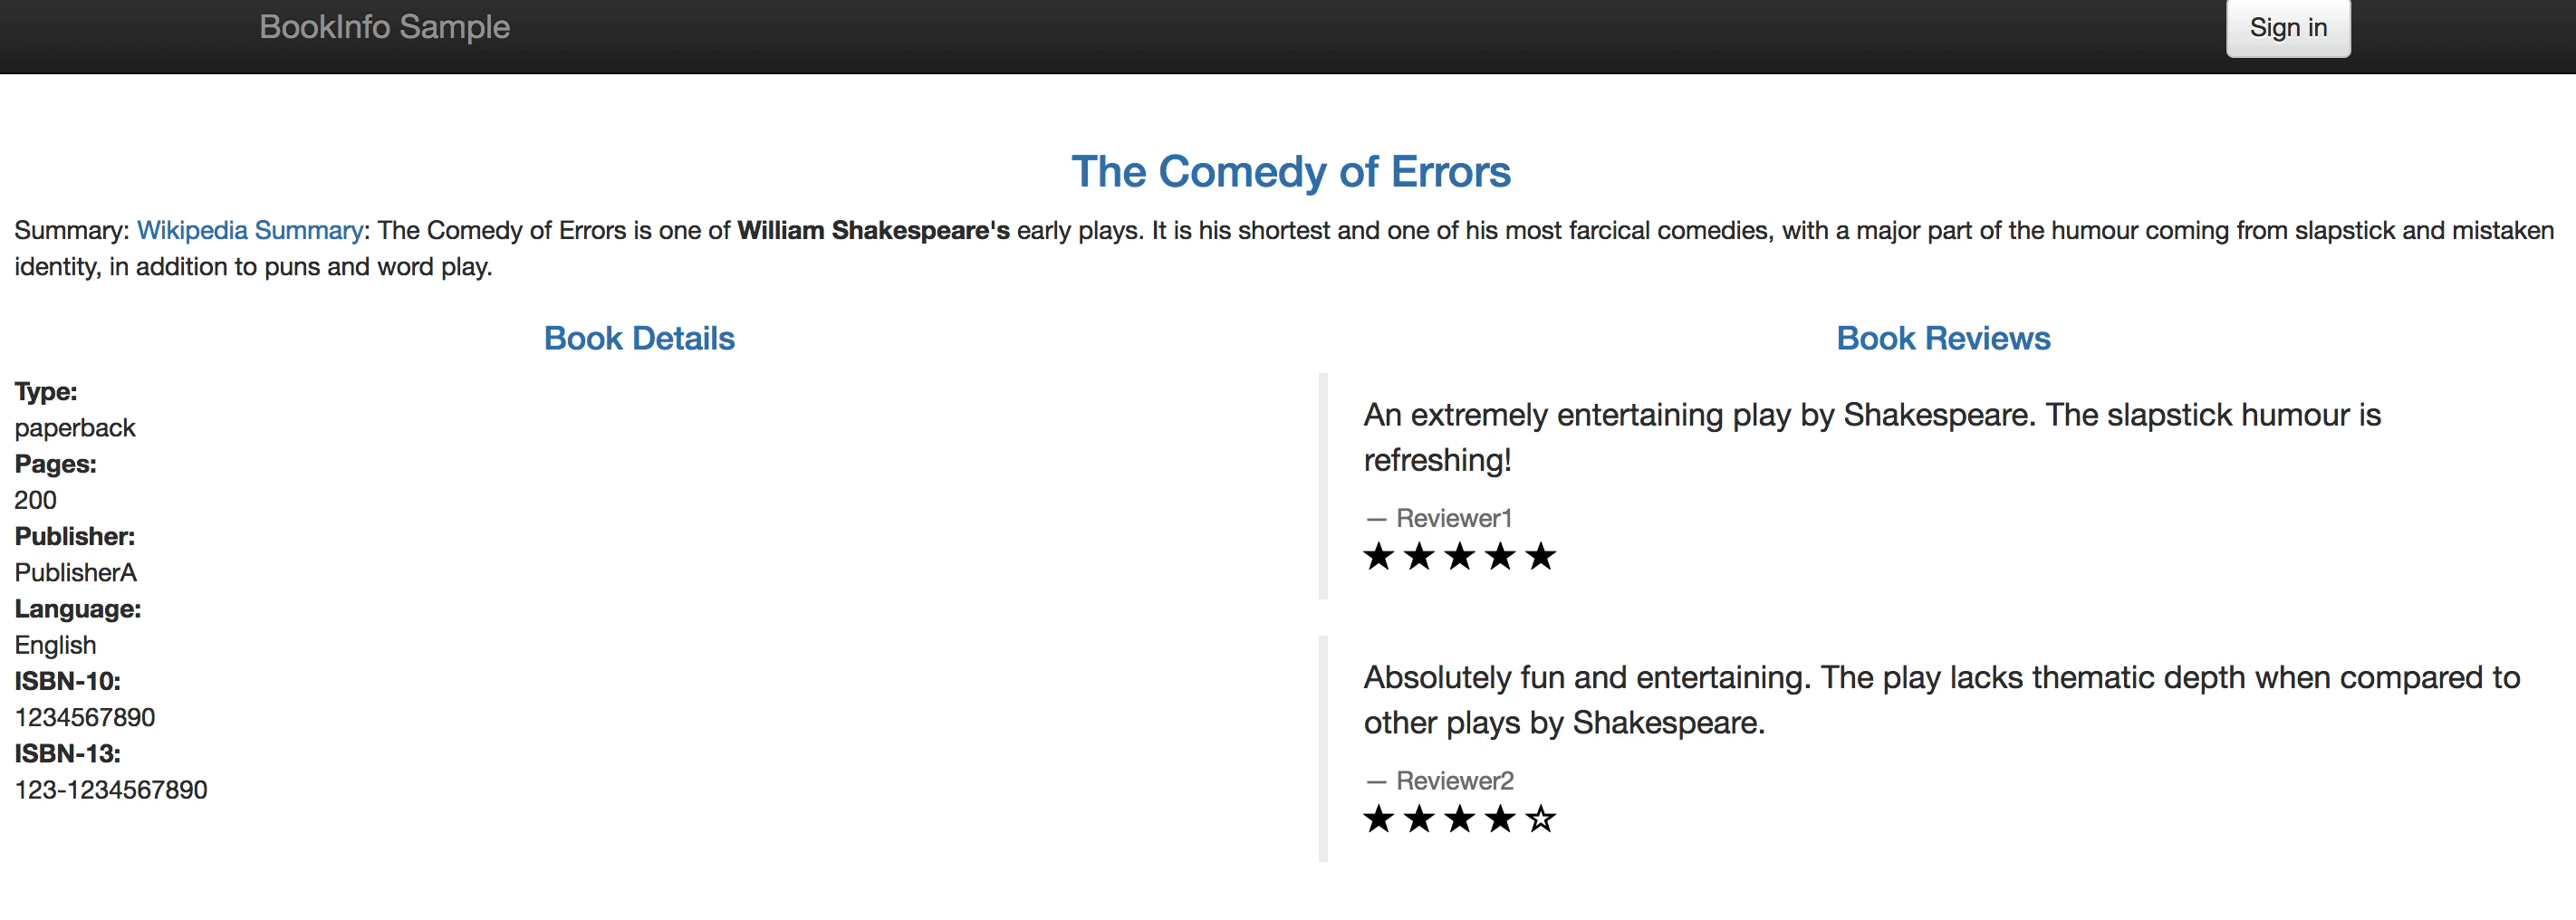 BookInfo Sample
Sign in
The Comedy of Errors
Summary: Wikipedia Summary: The Comedy of Errors is one of William Shakespeare's early plays. It is his shortest and one of his most farcical comedies, with a major part of the humour coming from slapstick and mistaken
identity, in addition to puns and word play.
Book Details
Type:
paperback
Pages:
200
Publisher:
PublisherA
Language:
English
ISBN-10:
1234567890
ISBN-13:
123-1234567890
Book Reviews
An extremely entertaining play by Shakespeare. The slapstick humour is
refreshing!
— Reviewer1
★ ★ ★ ★ ★
Absolutely fun and entertaining. The play lacks thematic depth when compared to
other plays by Shakespeare.
— Reviewer2
★ ★ ★ ★ ☆